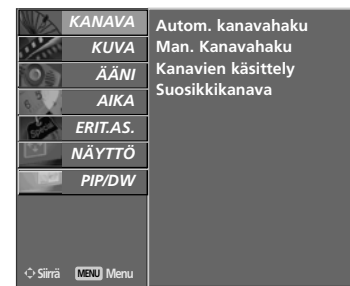 KANAVA
KUVA
ÄÄNI
AIKA
ERIT.AS.
NÄYTTÖ
PIP/DW
Autom. kanavahaku
Man. Kanavahaku
Kanavien käsittely
Suosikkikanava
Siirrä MENU Menu